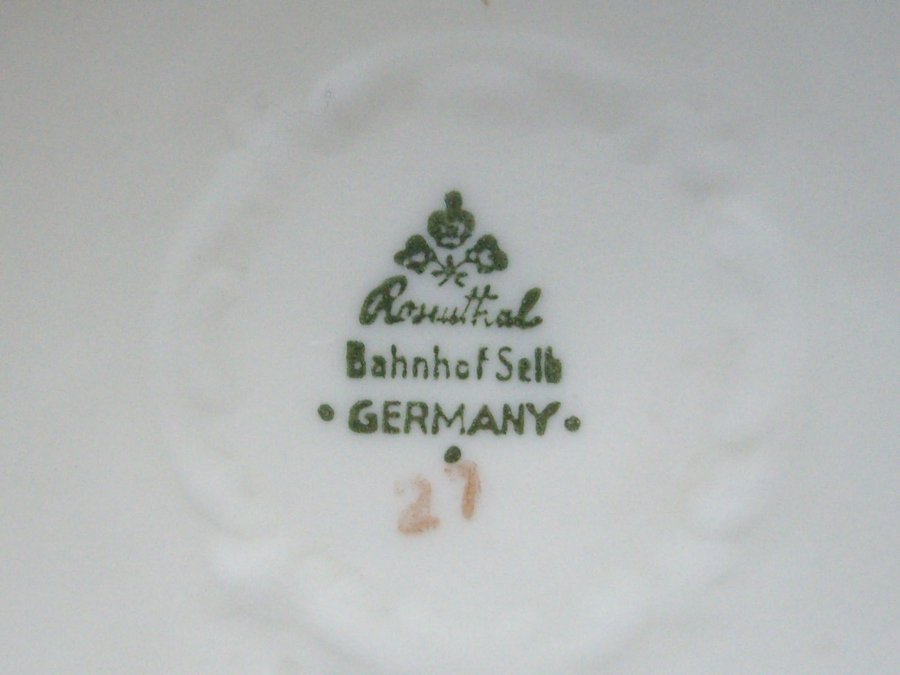 Rosenthal
Bahnhof Selb
• GERMANY •
27